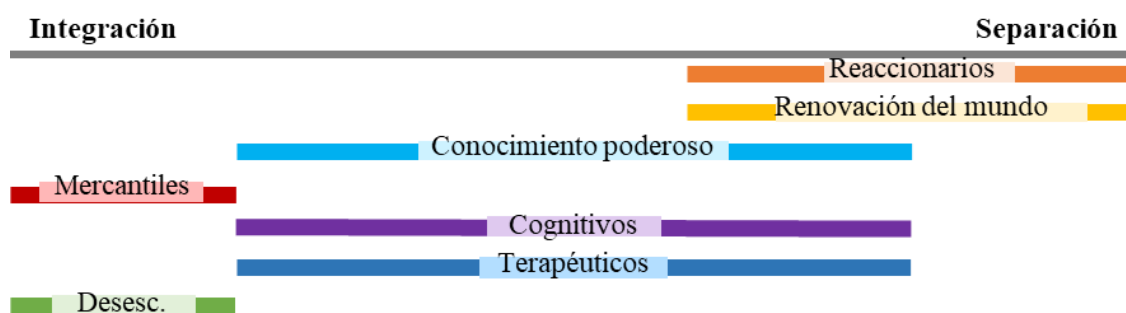 Integración Separación
Reaccionarios
Renovación del mundo
Conocimiento poderoso
Mercantiles
Cognitivos
Terapéuticos
Desesc.